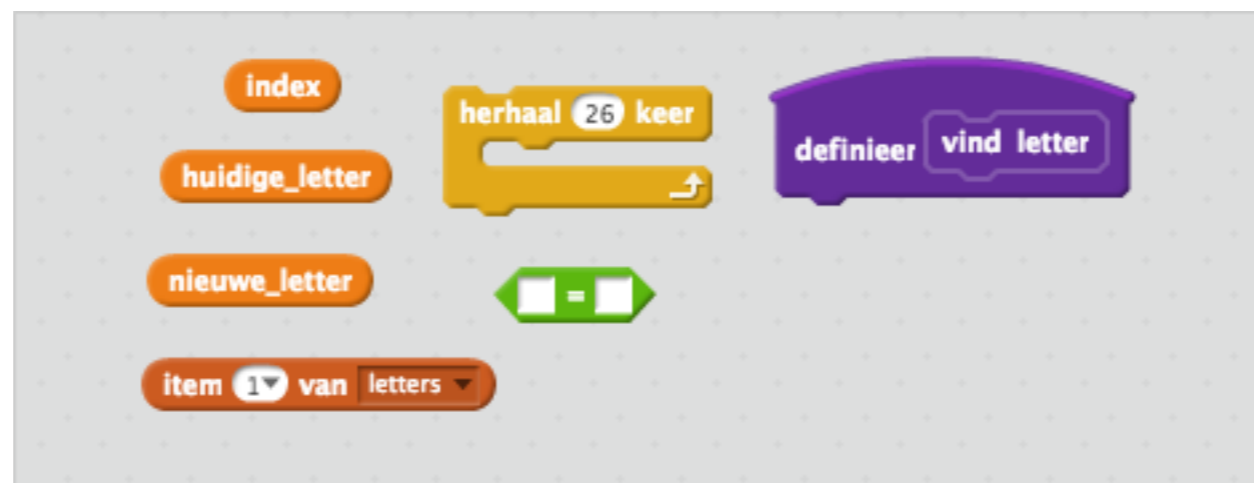 index
herhaal 26 keer
definieer vind letter
huidige_letter
nieuwe_letter
=
item 1 van letters